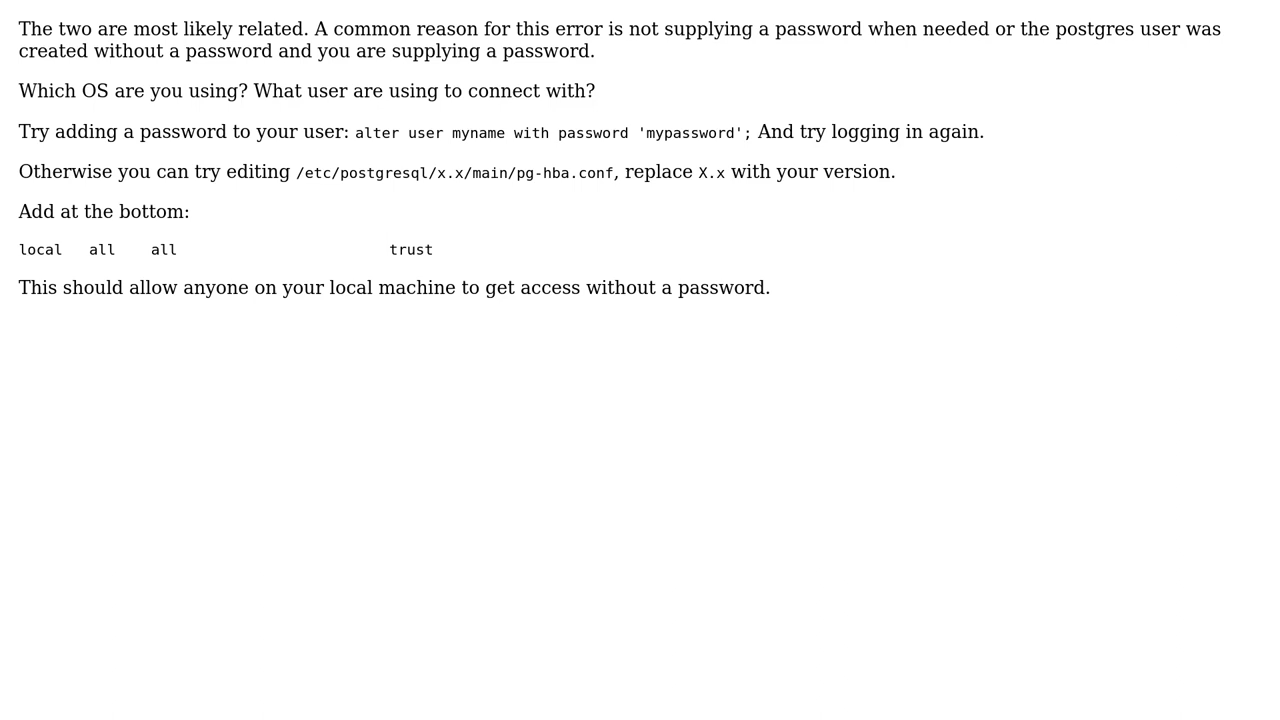 The two are most likely related. A common reason for this error is not supplying a password when needed or the postgres user was
created without a password and you are supplying a password.
Which OS are you using? What user are using to connect with?
Try adding a password to your user: alter user myname with password 'mypassword'; And try logging in again.
Otherwise you can try editing /etc/postgresql/x.x/main/pg-hba.conf, replace X.x with your version.
Add at the bottom:
local   all    all                        trust
This should allow anyone on your local machine to get access without a password.